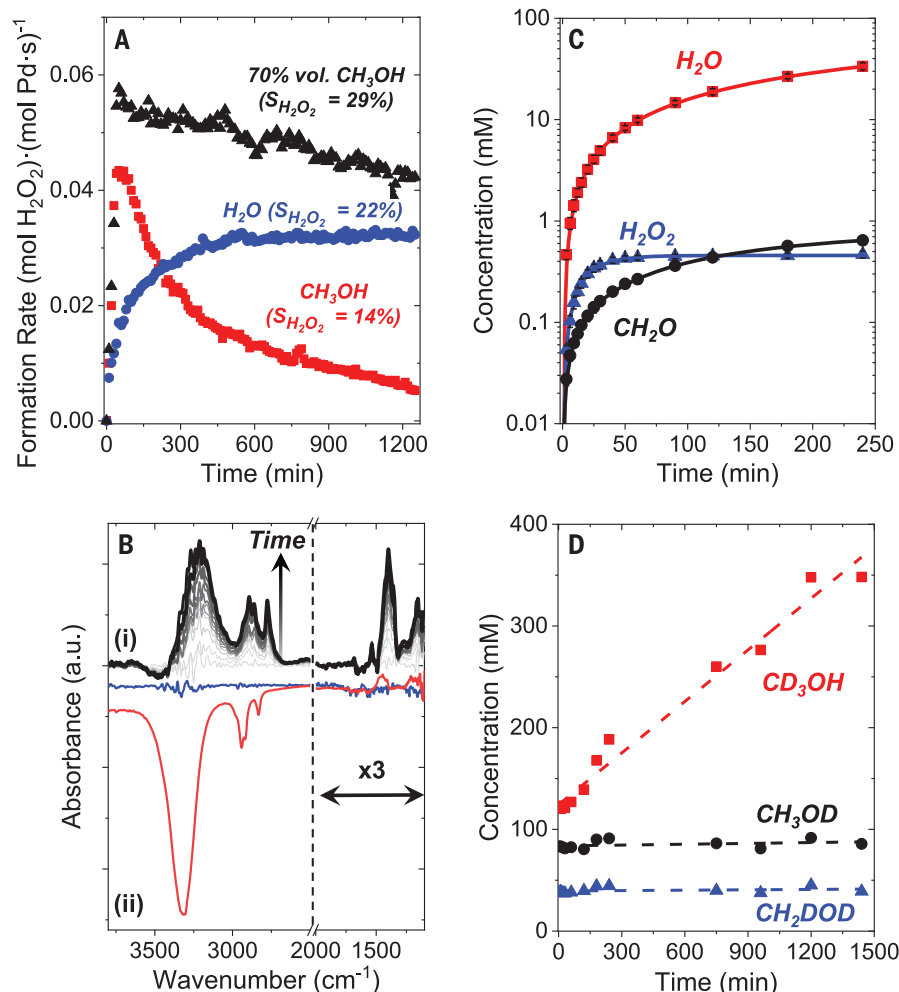 A
70% vol. CH₃OH
(S_H₂O₂ = 29%)
H₂O (S_H₂O₂ = 22%)
CH₃OH
(S_H₂O₂ = 14%)
Formation Rate (mol H₂O₂)·(mol Pd·s)⁻¹
0.06
0.04
0.02
0.00
0 300 600 900 1200
Time (min)
C
H₂O
H₂O₂
CH₂O
Concentration (mM)
100
10
1
0.1
0.01
0 50 100 150 200 250
Time (min)
B
Time
(i)
x3
(ii)
Absorbance (a.u.)
3500 3000 2000 1500
Wavenumber (cm⁻¹)
D
CD₃OH
CH₃OD
CH₂DOD
Concentration (mM)
400
300
200
100
0
0 300 600 900 1200 1500
Time (min)